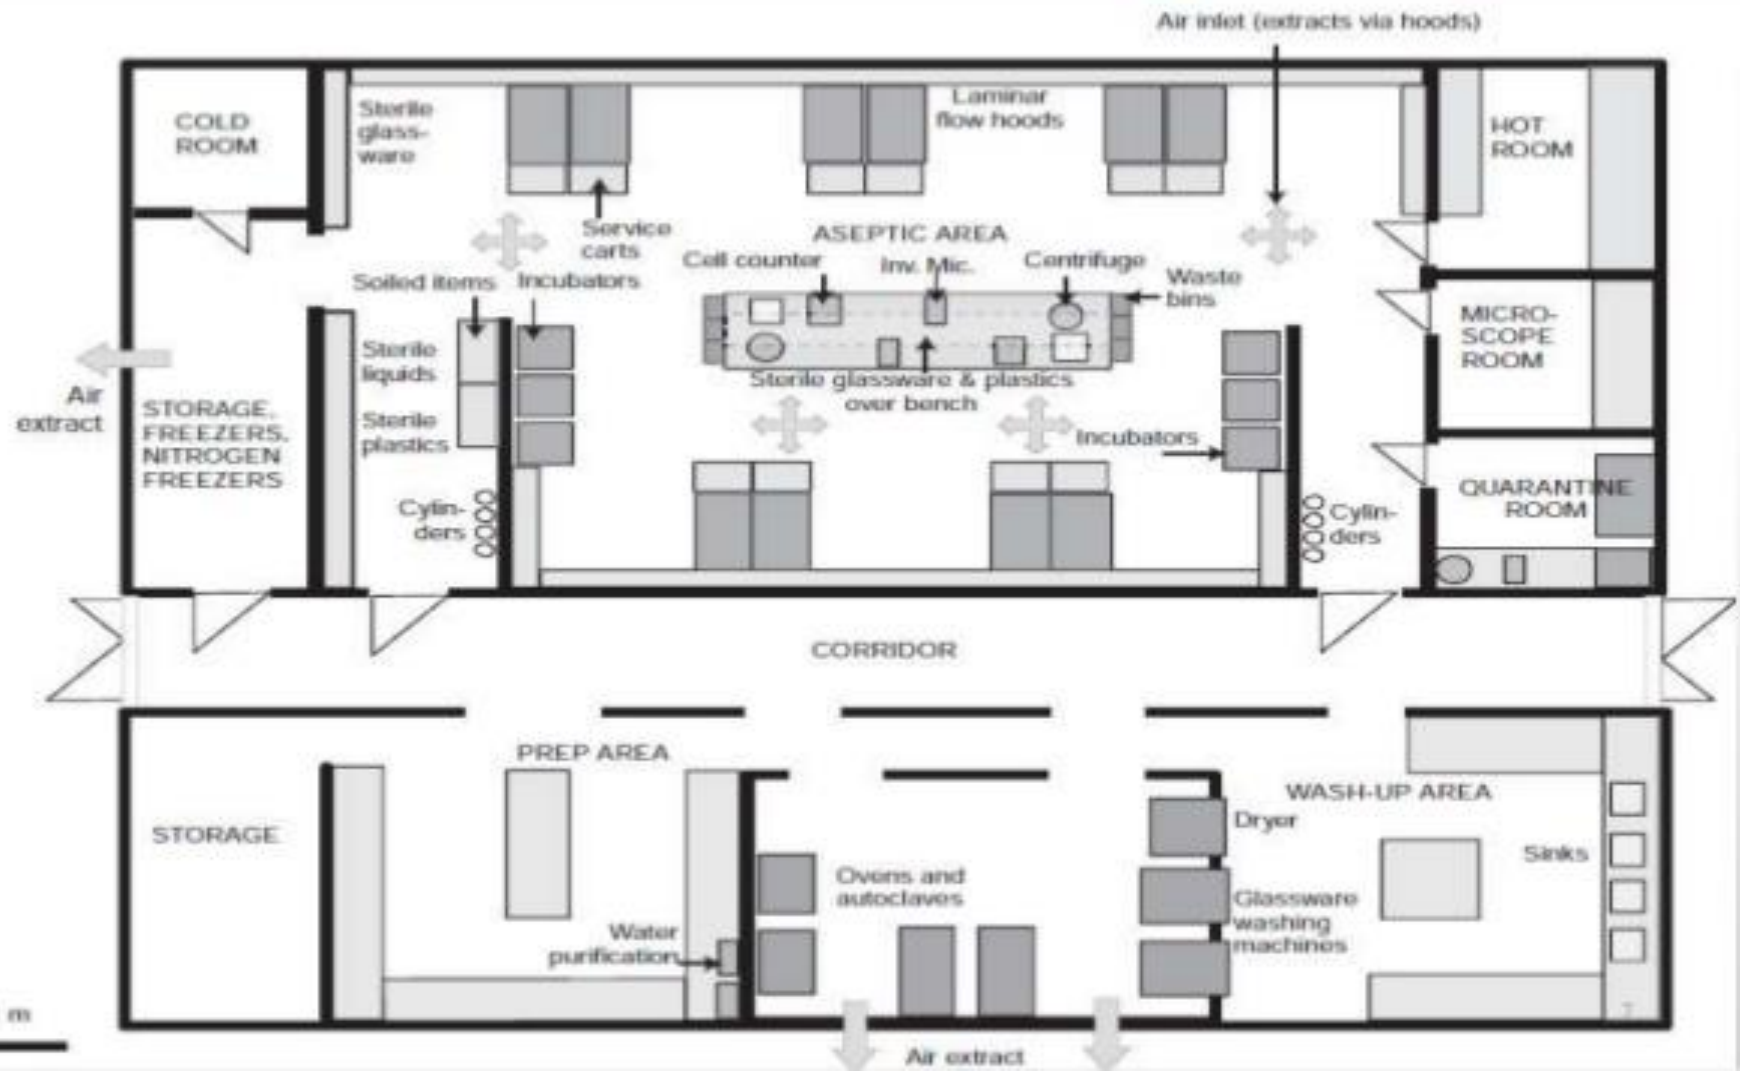 Air inlet (extracts via hoods)
COLD
ROOM
Sterile
glass-
ware
Laminar
flow hoods
HOT
ROOM
Service
carts
ASEPTIC AREA
Cell counter
Inv. Mic.
Centrifuge
Waste
bins
Soiled items
Incubators
MICRO-
SCOPE
ROOM
Sterile
liquids
Sterile glassware & plastics
over bench
Air
extract
STORAGE,
FREEZERS,
NITROGEN
FREEZERS
Sterile
plastics
Incubators
QUARANTINE
ROOM
Cylin-
ders
Cylin-
ders
CORRIDOR
PREP AREA
WASH-UP AREA
STORAGE
Dryer
Sinks
Ovens and
autoclaves
Glassware
washing
machines
Water
purification
m
Air extract